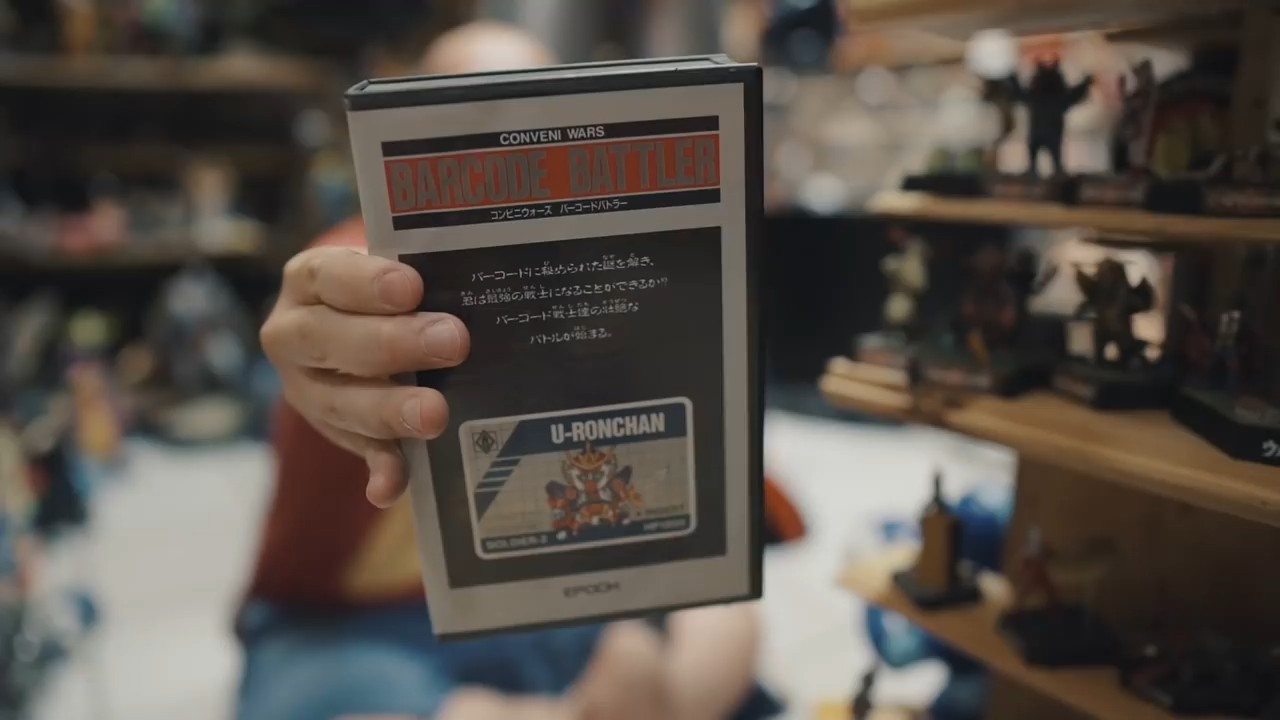 CONVENI WARS
BARCODE BATTLER
コンビニウォーズ バーコードバトラー
バーコードに秘められた謎を解き、
君は最強の戦士になることができるか?
バーコード戦士達の壮絶な
バトルが始まる。
U-RONCHAN
SOLDIER-2
EPOCH